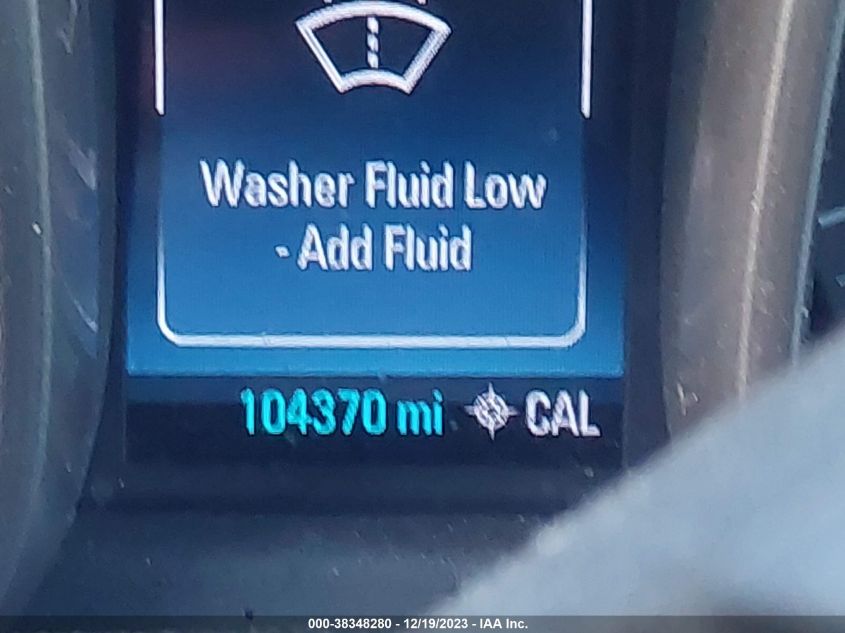 Washer Fluid Low
- Add Fluid
104370 mi CAL
000-38348280 - 12/19/2023 - IAA Inc.